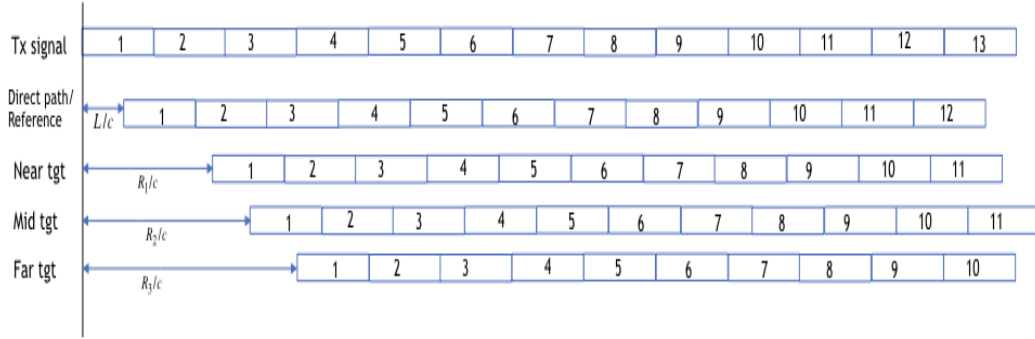 Tx signal 1 2 3 4 5 6 7 8 9 10 11 12 13
Direct path/
Reference 1 2 3 4 5 6 7 8 9 10 11 12
L/c
Near tgt 1 2 3 4 5 6 7 8 9 10 11
R₁/c
Mid tgt 1 2 3 4 5 6 7 8 9 10 11
R₂/c
Far tgt 1 2 3 4 5 6 7 8 9 10
R₃/c